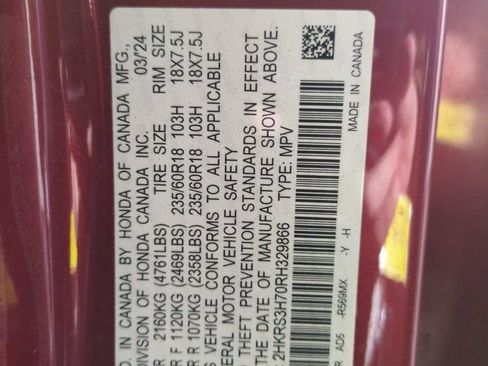 IN CANADA BY HONDA OF CANADA MFG.,
DIVISION OF HONDA CANADA INC. 03/24
TIRE SIZE RIM SIZE
R 2160KG (4761LBS)
R F 1120KG (2469LBS) 235/60R18 103H 18X7.5J
R R 1070KG (2358LBS) 235/60R18 103H 18X7.5J
S VEHICLE CONFORMS TO ALL APPLICABLE
ERAL MOTOR VEHICLE SAFETY
THEFT PREVENTION STANDARDS IN EFFECT
DATE OF MANUFACTURE SHOWN ABOVE.
: 2HKRS3H70RH329866 TYPE: MPV
R AD5 -R569MX -Y -H
MADE IN CANADA